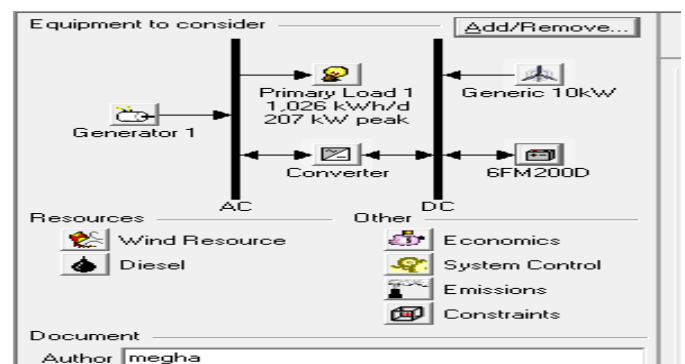 Equipment to consider
Add/Remove...
Primary Load 1
1,026 kWh/d
207 kW peak
Generic 10kW
Generator 1
Converter
6FM200D
AC
DC
Resources
Other
Wind Resource
Economics
Diesel
System Control
Emissions
Constraints
Document
Author megha